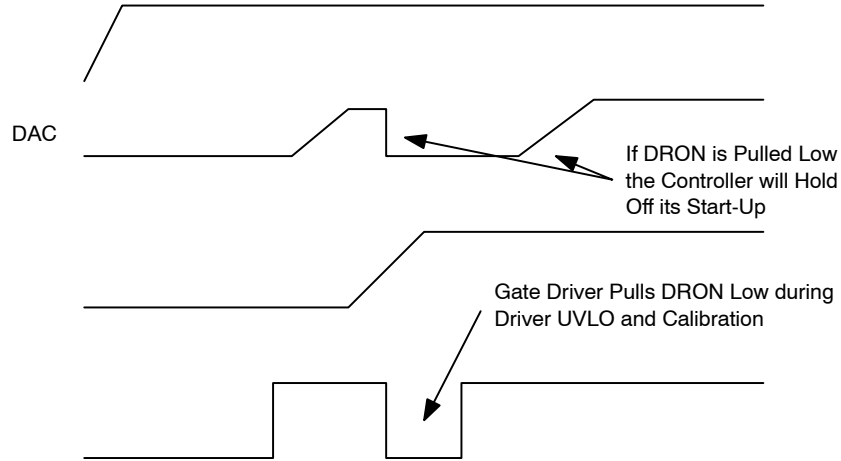 DAC
If DRON is Pulled Low
the Controller will Hold
Off its Start-Up
Gate Driver Pulls DRON Low during
Driver UVLO and Calibration